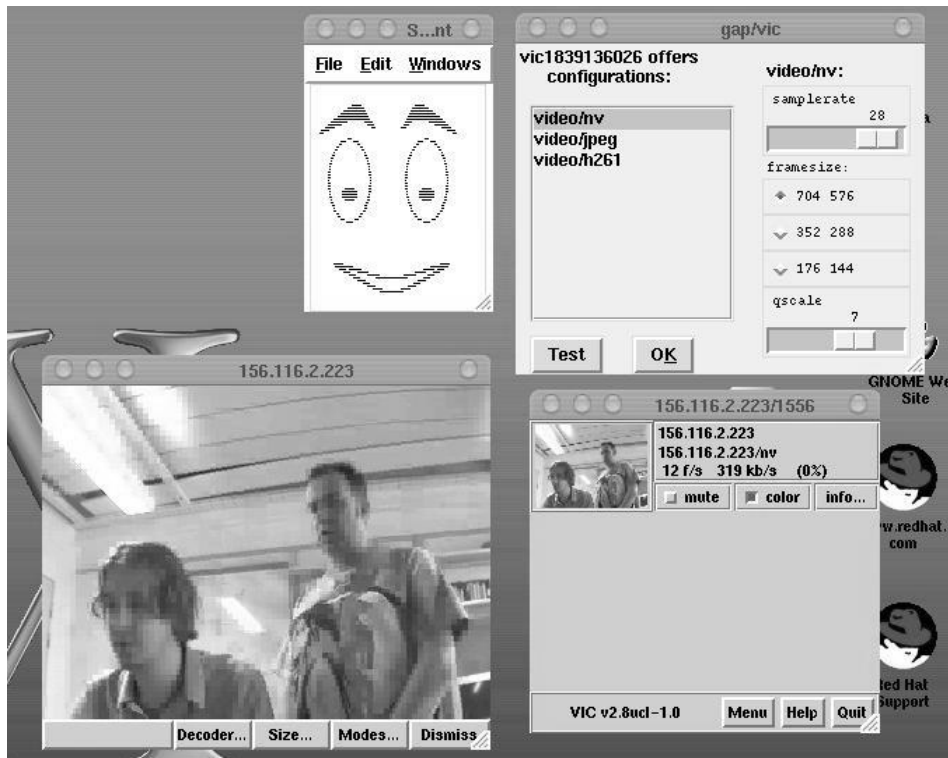 S...nt
File Edit Windows
gap/vic
vic1839136026 offers
configurations:
video/nv
video/jpeg
video/h261
video/nv:
samplerate
28
framesize:
704 576
352 288
176 144
qscale
7
Test OK
156.116.2.223
Decoder... Size... Modes... Dismiss
156.116.2.223/1556
156.116.2.223
156.116.2.223/nv
12 f/s 319 kb/s (0%)
mute color info...
VIC v2.8ucl-1.0 Menu Help Quit
GNOME We
Site
w.redhat.
com
Red Hat
Support